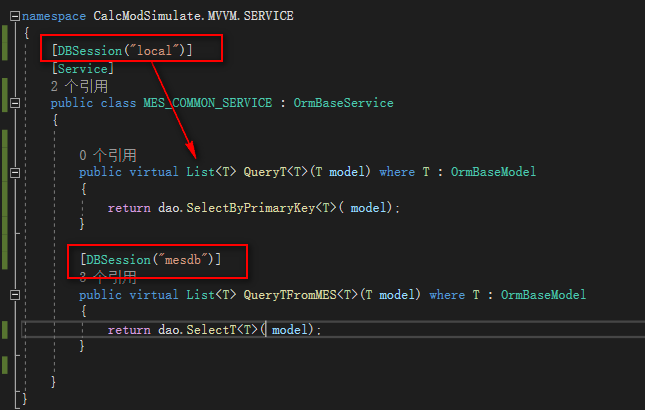 namespace CalcModSimulate.MVVM.SERVICE
{
[DBSession("local")]
[Service]
2 个引用
public class MES_COMMON_SERVICE : OrmBaseService
{
0 个引用
public virtual List<T> QueryT<T>(T model) where T : OrmBaseModel
{
return dao.SelectByPrimaryKey<T>( model);
}
[DBSession("mesdb")]
3 个引用
public virtual List<T> QueryTFromMES<T>(T model) where T : OrmBaseModel
{
return dao.SelectT<T>( model);
}
}
}